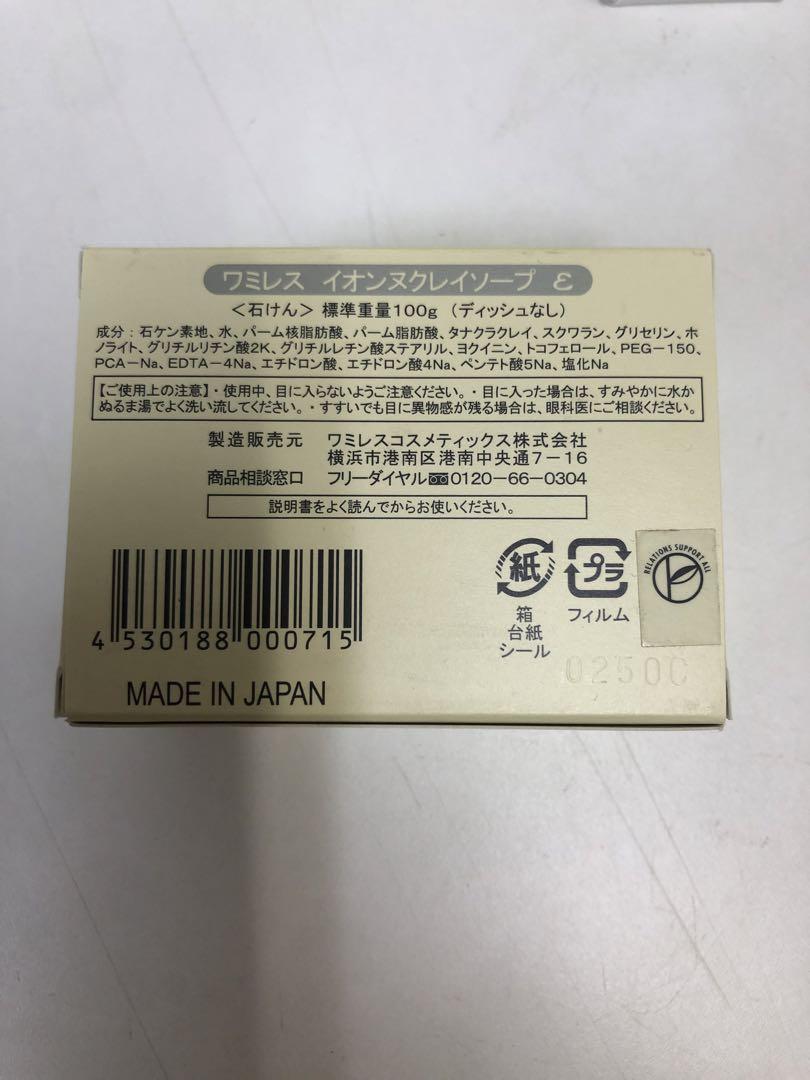 ワミレス イオンヌクレイソープ ε
＜石けん＞ 標準重量100g （ディッシュなし）
成分：石ケン素地、水、パーム核脂肪酸、パーム脂肪酸、タナクラクレイ、スクワラン、グリセリン、ホ
ノライト、グリチルリチン酸2K、グリチルレチン酸ステアリル、ヨクイニン、トコフェロール、PEG－150、
PCA－Na、EDTA－4Na、エチドロン酸、エチドロン酸4Na、ペンテト酸5Na、塩化Na
【ご使用上の注意】・使用中、目に入らないようご注意ください。・目に入った場合は、すみやかに水か
ぬるま湯でよく洗い流してください。・すすいでも目に異物感が残る場合は、眼科医にご相談ください。
製造販売元 ワミレスコスメティックス株式会社
横浜市港南区港南中央通7－16
商品相談窓口 フリーダイヤル 0120－66－0304
説明書をよく読んでからお使いください。
紙
箱
台紙
シール
プラ
フィルム
RELATIONS SUPPORT ALL
4 530188 000715
0250C
MADE IN JAPAN